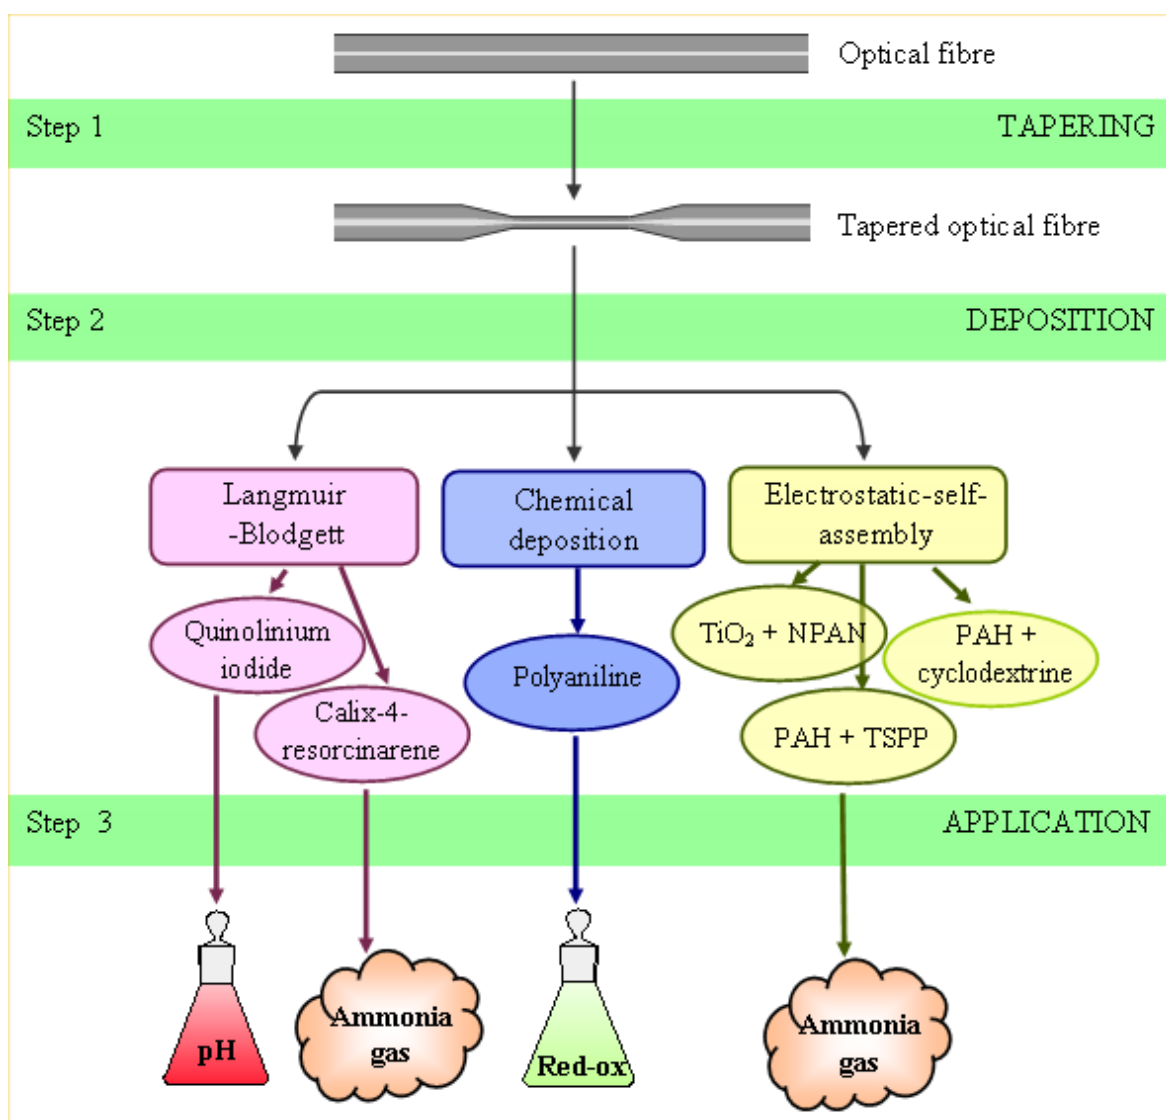 Optical fibre
Step 1
TAPERING
Tapered optical fibre
Step 2
DEPOSITION
Langmuir
-Blodgett
Chemical
deposition
Electrostatic-self-
assembly
Quinolinium
iodide
Calix-4-
resorcinarene
Polyaniline
TiO₂ + NPAN
PAH +
cyclodextrine
PAH + TSPP
Step 3
APPLICATION
pH
Ammonia
gas
Red-ox
Ammonia
gas